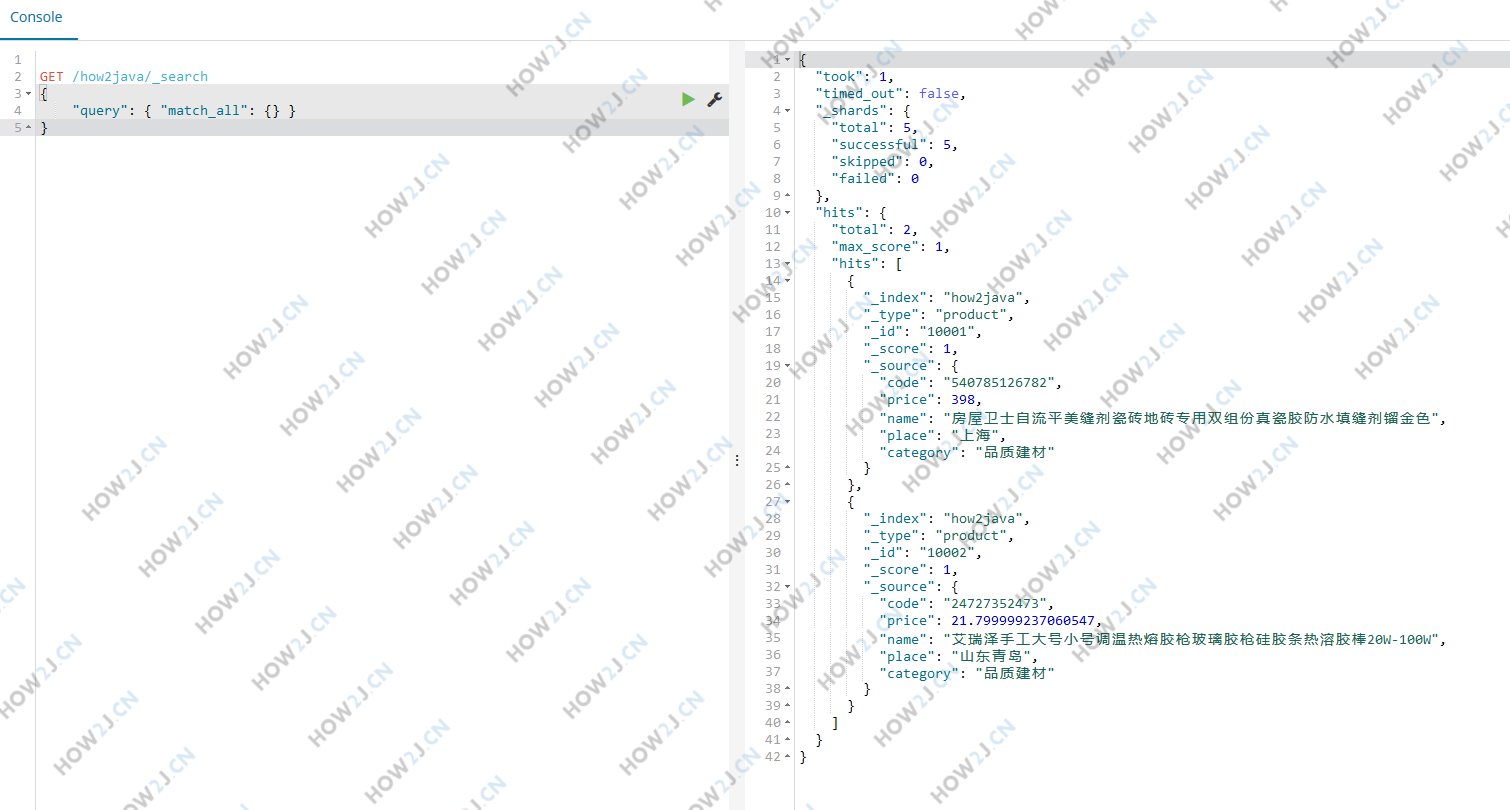 Console
1
2 GET /how2java/_search
3 {
4 "query": { "match_all": {} }
5 }
1 {
2 "took": 1,
3 "timed_out": false,
4 "_shards": {
5 "total": 5,
6 "successful": 5,
7 "skipped": 0,
8 "failed": 0
9 },
10 "hits": {
11 "total": 2,
12 "max_score": 1,
13 "hits": [
14 {
15 "_index": "how2java",
16 "_type": "product",
17 "_id": "10001",
18 "_score": 1,
19 "_source": {
20 "code": "540785126782",
21 "price": 398,
22 "name": "房屋卫士自流平美缝剂瓷砖地砖专用双组份真瓷胶防水填缝剂镏金色",
23 "place": "上海",
24 "category": "品质建材"
25 }
26 },
27 {
28 "_index": "how2java",
29 "_type": "product",
30 "_id": "10002",
31 "_score": 1,
32 "_source": {
33 "code": "24727352473",
34 "price": 21.799999237060547,
35 "name": "艾瑞泽手工大号小号调温热熔胶枪玻璃胶枪硅胶条热溶胶棒20W-100W",
36 "place": "山东青岛",
37 "category": "品质建材"
38 }
39 }
40 ]
41 }
42 }
HOW2J.CN